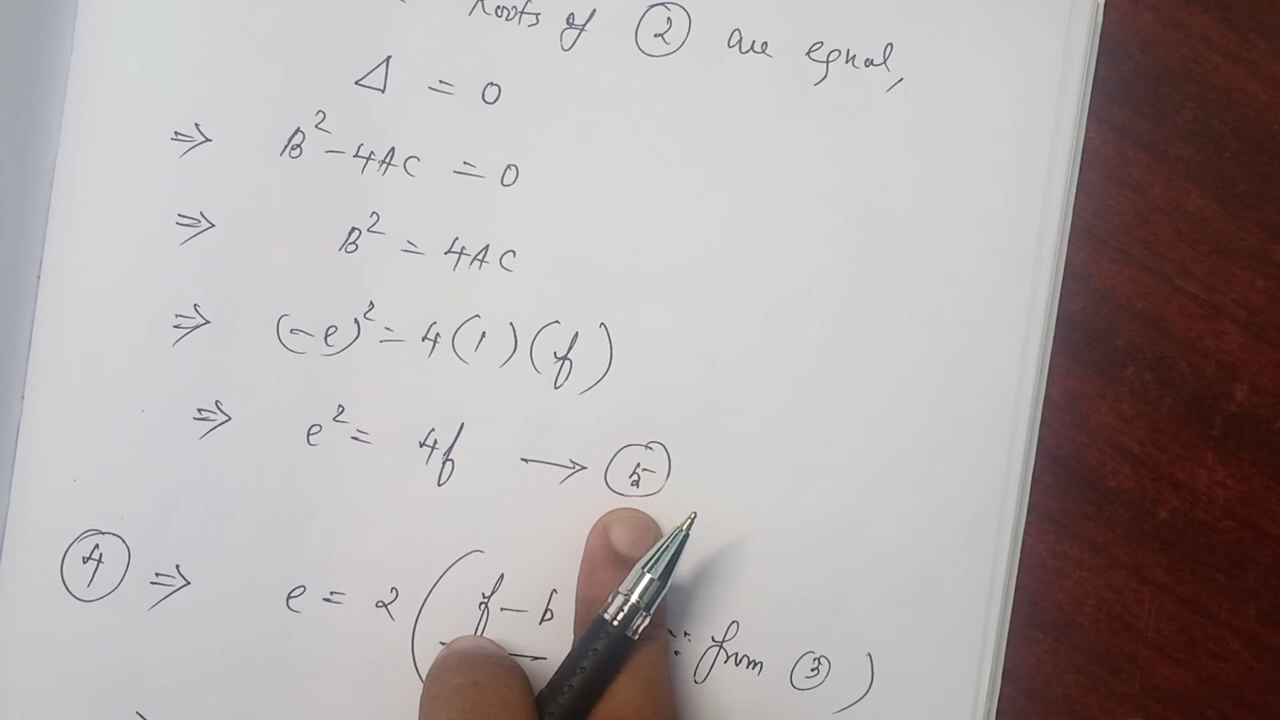 Roots of ② are equal,
Δ = 0
⇒ B² - 4AC = 0
⇒ B² = 4AC
⇒ (-e)² = 4(1)(f)
⇒ e² = 4f → ⑤
④ ⇒ e = 2(f - b ∵ from ③)